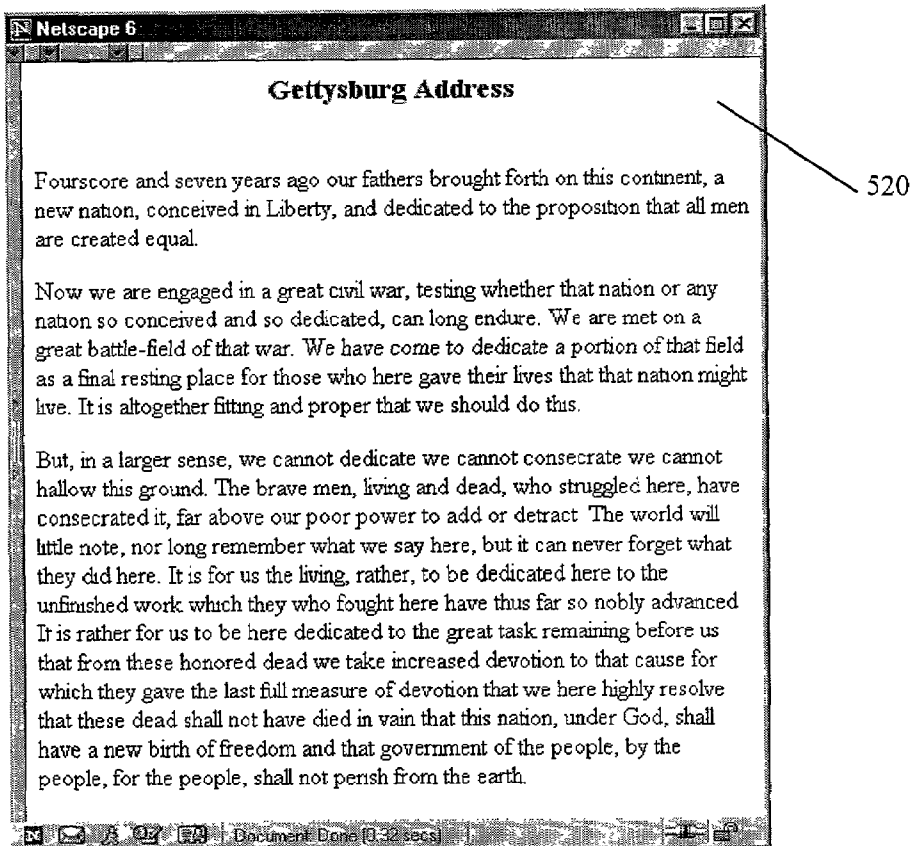 Netscape 6
Gettysburg Address
520
Fourscore and seven years ago our fathers brought forth on this continent, a
new nation, conceived in Liberty, and dedicated to the proposition that all men
are created equal.
Now we are engaged in a great civil war, testing whether that nation or any
nation so conceived and so dedicated, can long endure. We are met on a
great battle-field of that war. We have come to dedicate a portion of that field
as a final resting place for those who here gave their lives that that nation might
live. It is altogether fitting and proper that we should do this.
But, in a larger sense, we cannot dedicate we cannot consecrate we cannot
hallow this ground. The brave men, living and dead, who struggled here, have
consecrated it, far above our poor power to add or detract The world will
little note, nor long remember what we say here, but it can never forget what
they did here. It is for us the living, rather, to be dedicated here to the
unfinished work which they who fought here have thus far so nobly advanced
It is rather for us to be here dedicated to the great task remaining before us
that from these honored dead we take increased devotion to that cause for
which they gave the last full measure of devotion that we here highly resolve
that these dead shall not have died in vain that this nation, under God, shall
have a new birth of freedom and that government of the people, by the
people, for the people, shall not perish from the earth.
Document: Done (0.32 secs)